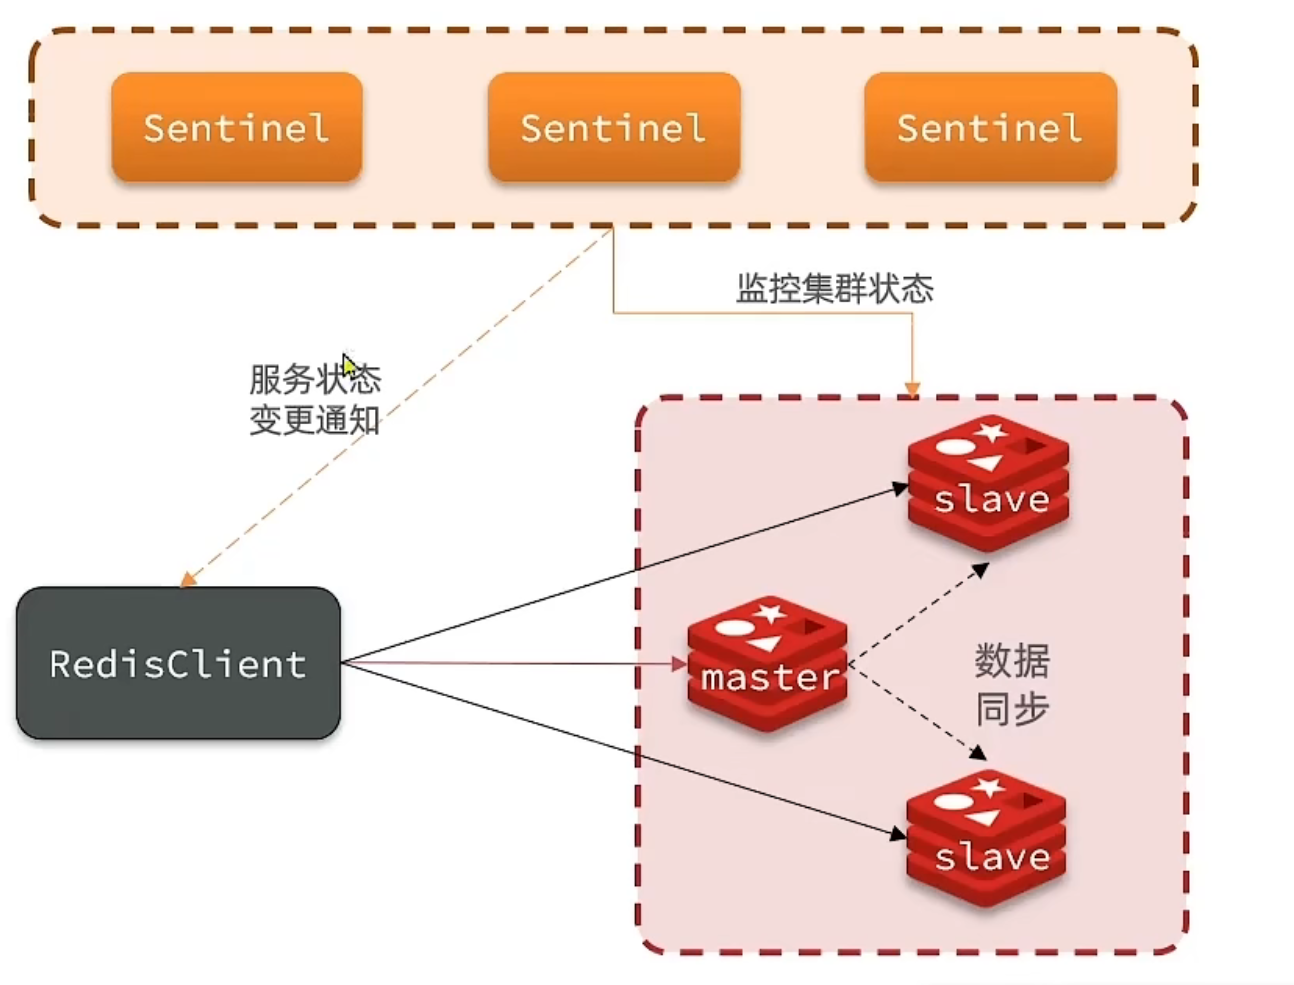 Sentinel
Sentinel
Sentinel
监控集群状态
服务状态
变更通知
slave
RedisClient
master
数据
同步
slave